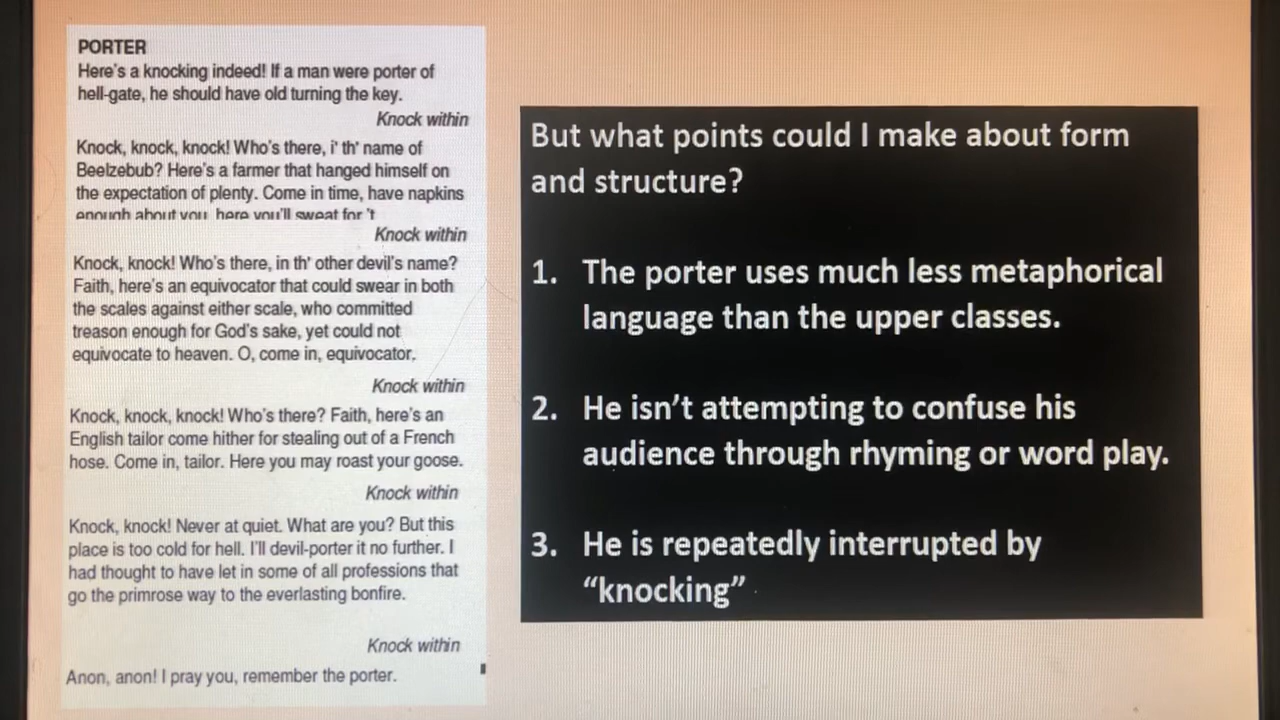 PORTER
Here's a knocking indeed! If a man were porter of
hell-gate, he should have old turning the key.
Knock within
Knock, knock, knock! Who's there, i' th' name of
Beelzebub? Here's a farmer that hanged himself on
the expectation of plenty. Come in time, have napkins
enough about you, here you'll sweat for 't
Knock within
Knock, knock! Who's there, in th' other devil's name?
Faith, here's an equivocator that could swear in both
the scales against either scale, who committed
treason enough for God's sake, yet could not
equivocate to heaven. O, come in, equivocator.
Knock within
Knock, knock, knock! Who's there? Faith, here's an
English tailor come hither for stealing out of a French
hose. Come in, tailor. Here you may roast your goose.
Knock within
Knock, knock! Never at quiet. What are you? But this
place is too cold for hell. I'll devil-porter it no further. I
had thought to have let in some of all professions that
go the primrose way to the everlasting bonfire.
Knock within
Anon, anon! I pray you, remember the porter.
But what points could I make about form
and structure?
1. The porter uses much less metaphorical
language than the upper classes.
2. He isn't attempting to confuse his
audience through rhyming or word play.
3. He is repeatedly interrupted by
"knocking"